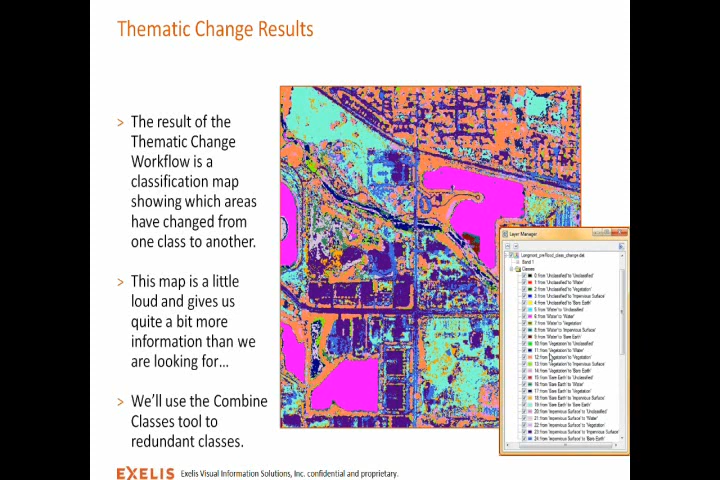 Thematic Change Results
> The result of the
Thematic Change
Workflow is a
classification map
showing which areas
have changed from
one class to another.
> This map is a little
loud and gives us
quite a bit more
information than we
are looking for...
> We'll use the Combine
Classes tool to
redundant classes.
Layer Manager
Longmont_preflood_class_change.dat
Band 1
Classes
0 from 'Unclassified' to 'Unclassified'
1 from 'Unclassified' to 'Water'
2 from 'Unclassified' to 'Vegetation'
3 from 'Unclassified' to 'Impervious Surface'
4 from 'Unclassified' to 'Bare Earth'
5 from 'Water' to 'Unclassified'
6 from 'Water' to 'Water'
7 from 'Water' to 'Vegetation'
8 from 'Water' to 'Impervious Surface'
9 from 'Water' to 'Bare Earth'
10 from 'Vegetation' to 'Unclassified'
11 from 'Vegetation' to 'Water'
12 from 'Vegetation' to 'Vegetation'
13 from 'Vegetation' to 'Impervious Surface'
14 from 'Vegetation' to 'Bare Earth'
15 from 'Bare Earth' to 'Unclassified'
16 from 'Bare Earth' to 'Water'
17 from 'Bare Earth' to 'Vegetation'
18 from 'Bare Earth' to 'Impervious Surface'
19 from 'Bare Earth' to 'Bare Earth'
20 from 'Impervious Surface' to 'Unclassified'
21 from 'Impervious Surface' to 'Water'
22 from 'Impervious Surface' to 'Vegetation'
23 from 'Impervious Surface' to 'Impervious Surface'
24 from 'Impervious Surface' to 'Bare Earth'
EXELIS Exelis Visual Information Solutions, Inc. confidential and proprietary.